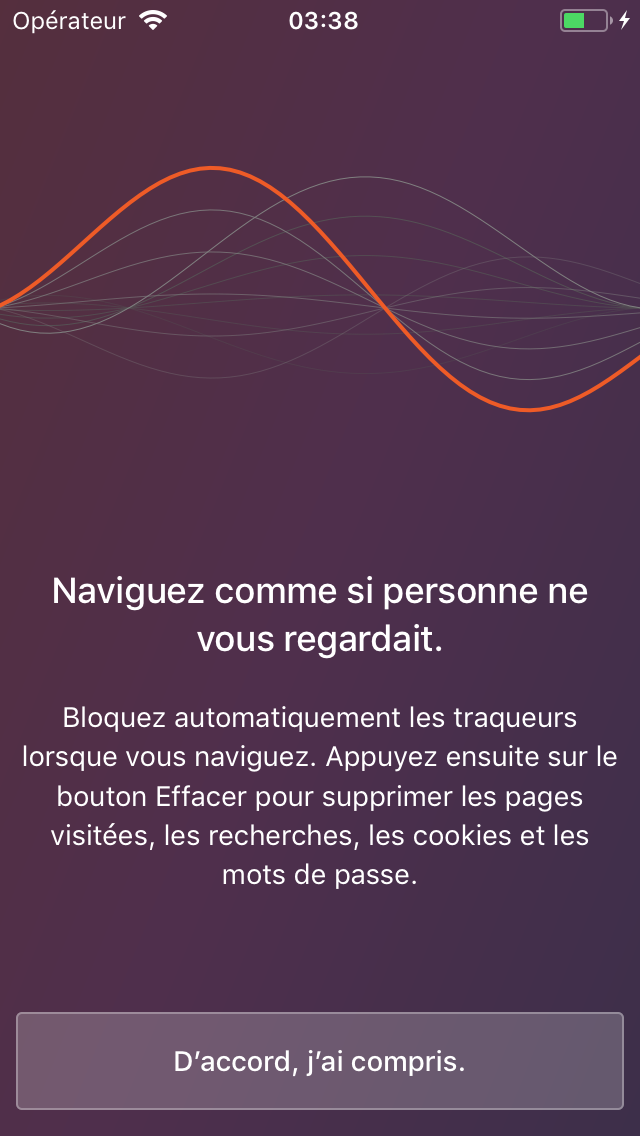 Opérateur 03:38
Naviguez comme si personne ne
vous regardait.
Bloquez automatiquement les traqueurs
lorsque vous naviguez. Appuyez ensuite sur le
bouton Effacer pour supprimer les pages
visitées, les recherches, les cookies et les
mots de passe.
D’accord, j’ai compris.